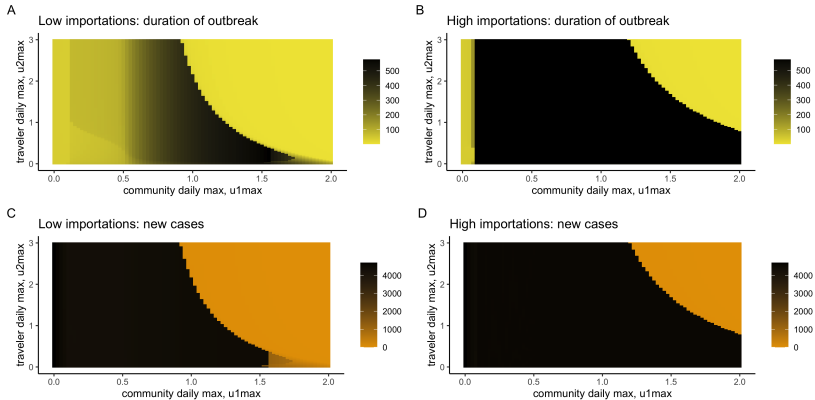 A
Low importations: duration of outbreak
traveler daily max, u2max
3
2
1
0
0.0 0.5 1.0 1.5 2.0
community daily max, u1max
500
400
300
200
100
B
High importations: duration of outbreak
traveler daily max, u2max
3
2
1
0
0.0 0.5 1.0 1.5 2.0
community daily max, u1max
500
400
300
200
100
C
Low importations: new cases
traveler daily max, u2max
3
2
1
0
0.0 0.5 1.0 1.5 2.0
community daily max, u1max
4000
3000
2000
1000
0
D
High importations: new cases
traveler daily max, u2max
3
2
1
0
0.0 0.5 1.0 1.5 2.0
community daily max, u1max
4000
3000
2000
1000
0